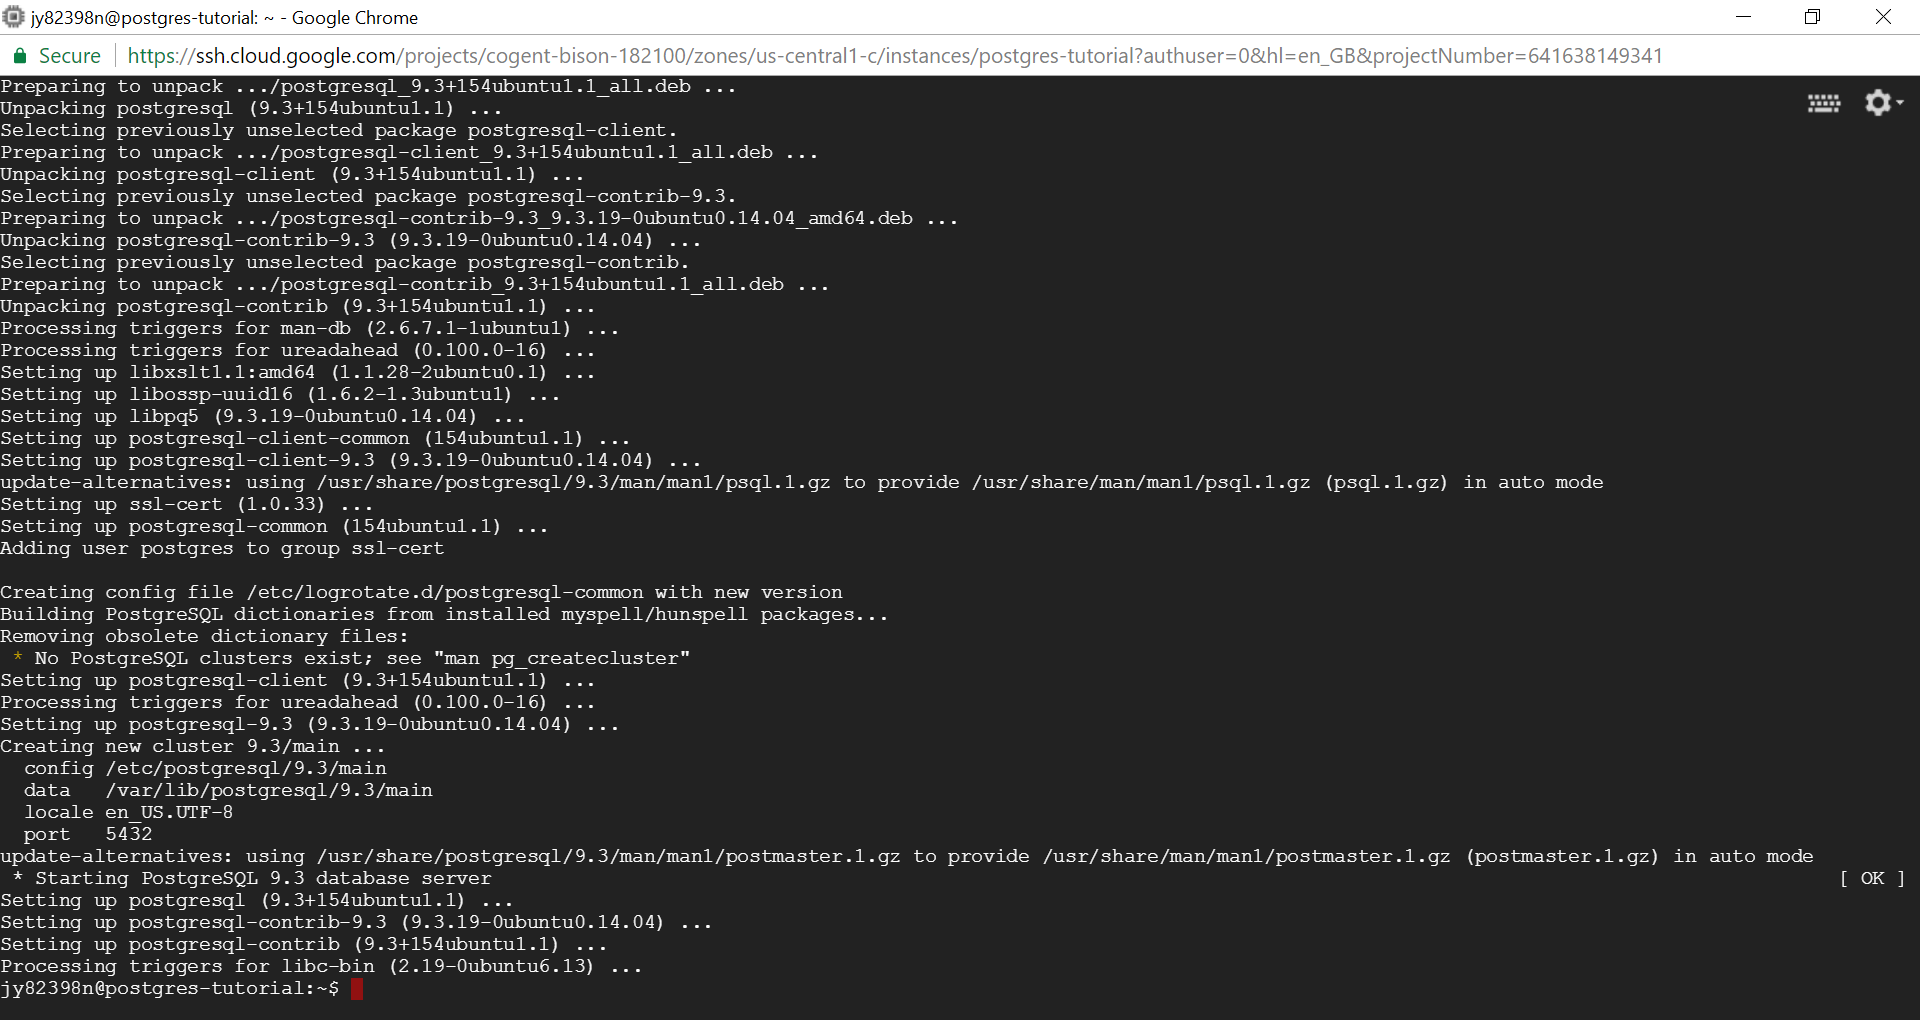 jy82398n@postgres-tutorial: ~ - Google Chrome
Secure https://ssh.cloud.google.com/projects/cogent-bison-182100/zones/us-central1-c/instances/postgres-tutorial?authuser=0&hl=en_GB&projectNumber=641638149341
Preparing to unpack .../postgresql_9.3+154ubuntu1.1_all.deb ...
Unpacking postgresql (9.3+154ubuntu1.1) ...
Selecting previously unselected package postgresql-client.
Preparing to unpack .../postgresql-client_9.3+154ubuntu1.1_all.deb ...
Unpacking postgresql-client (9.3+154ubuntu1.1) ...
Selecting previously unselected package postgresql-contrib-9.3.
Preparing to unpack .../postgresql-contrib-9.3_9.3.19-0ubuntu0.14.04_amd64.deb ...
Unpacking postgresql-contrib-9.3 (9.3.19-0ubuntu0.14.04) ...
Selecting previously unselected package postgresql-contrib.
Preparing to unpack .../postgresql-contrib_9.3+154ubuntu1.1_all.deb ...
Unpacking postgresql-contrib (9.3+154ubuntu1.1) ...
Processing triggers for man-db (2.6.7.1-1ubuntu1) ...
Processing triggers for ureadahead (0.100.0-16) ...
Setting up libxslt1.1:amd64 (1.1.28-2ubuntu0.1) ...
Setting up libossp-uuid16 (1.6.2-1.3ubuntu1) ...
Setting up libpq5 (9.3.19-0ubuntu0.14.04) ...
Setting up postgresql-client-common (154ubuntu1.1) ...
Setting up postgresql-client-9.3 (9.3.19-0ubuntu0.14.04) ...
update-alternatives: using /usr/share/postgresql/9.3/man/man1/psql.1.gz to provide /usr/share/man/man1/psql.1.gz (psql.1.gz) in auto mode
Setting up ssl-cert (1.0.33) ...
Setting up postgresql-common (154ubuntu1.1) ...
Adding user postgres to group ssl-cert
Creating config file /etc/logrotate.d/postgresql-common with new version
Building PostgreSQL dictionaries from installed myspell/hunspell packages...
Removing obsolete dictionary files:
* No PostgreSQL clusters exist; see "man pg_createcluster"
Setting up postgresql-client (9.3+154ubuntu1.1) ...
Processing triggers for ureadahead (0.100.0-16) ...
Setting up postgresql-9.3 (9.3.19-0ubuntu0.14.04) ...
Creating new cluster 9.3/main ...
config /etc/postgresql/9.3/main
data /var/lib/postgresql/9.3/main
locale en_US.UTF-8
port 5432
update-alternatives: using /usr/share/postgresql/9.3/man/man1/postmaster.1.gz to provide /usr/share/man/man1/postmaster.1.gz (postmaster.1.gz) in auto mode
* Starting PostgreSQL 9.3 database server [ OK ]
Setting up postgresql (9.3+154ubuntu1.1) ...
Setting up postgresql-contrib-9.3 (9.3.19-0ubuntu0.14.04) ...
Setting up postgresql-contrib (9.3+154ubuntu1.1) ...
Processing triggers for libc-bin (2.19-0ubuntu6.13) ...
jy82398n@postgres-tutorial:~$